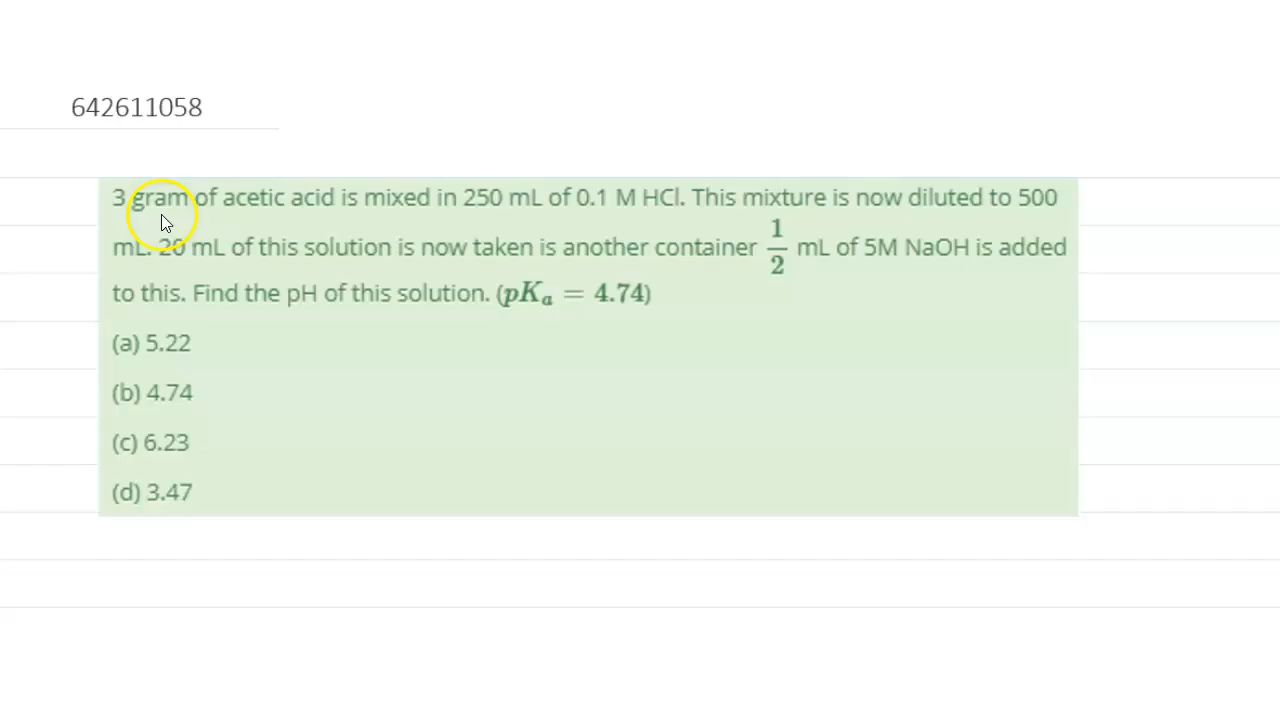 642611058
3 gram of acetic acid is mixed in 250 mL of 0.1 M HCl. This mixture is now diluted to 500
mL. 20 mL of this solution is now taken is another container 1/2 mL of 5M NaOH is added
to this. Find the pH of this solution. (pKₐ = 4.74)
(a) 5.22
(b) 4.74
(c) 6.23
(d) 3.47